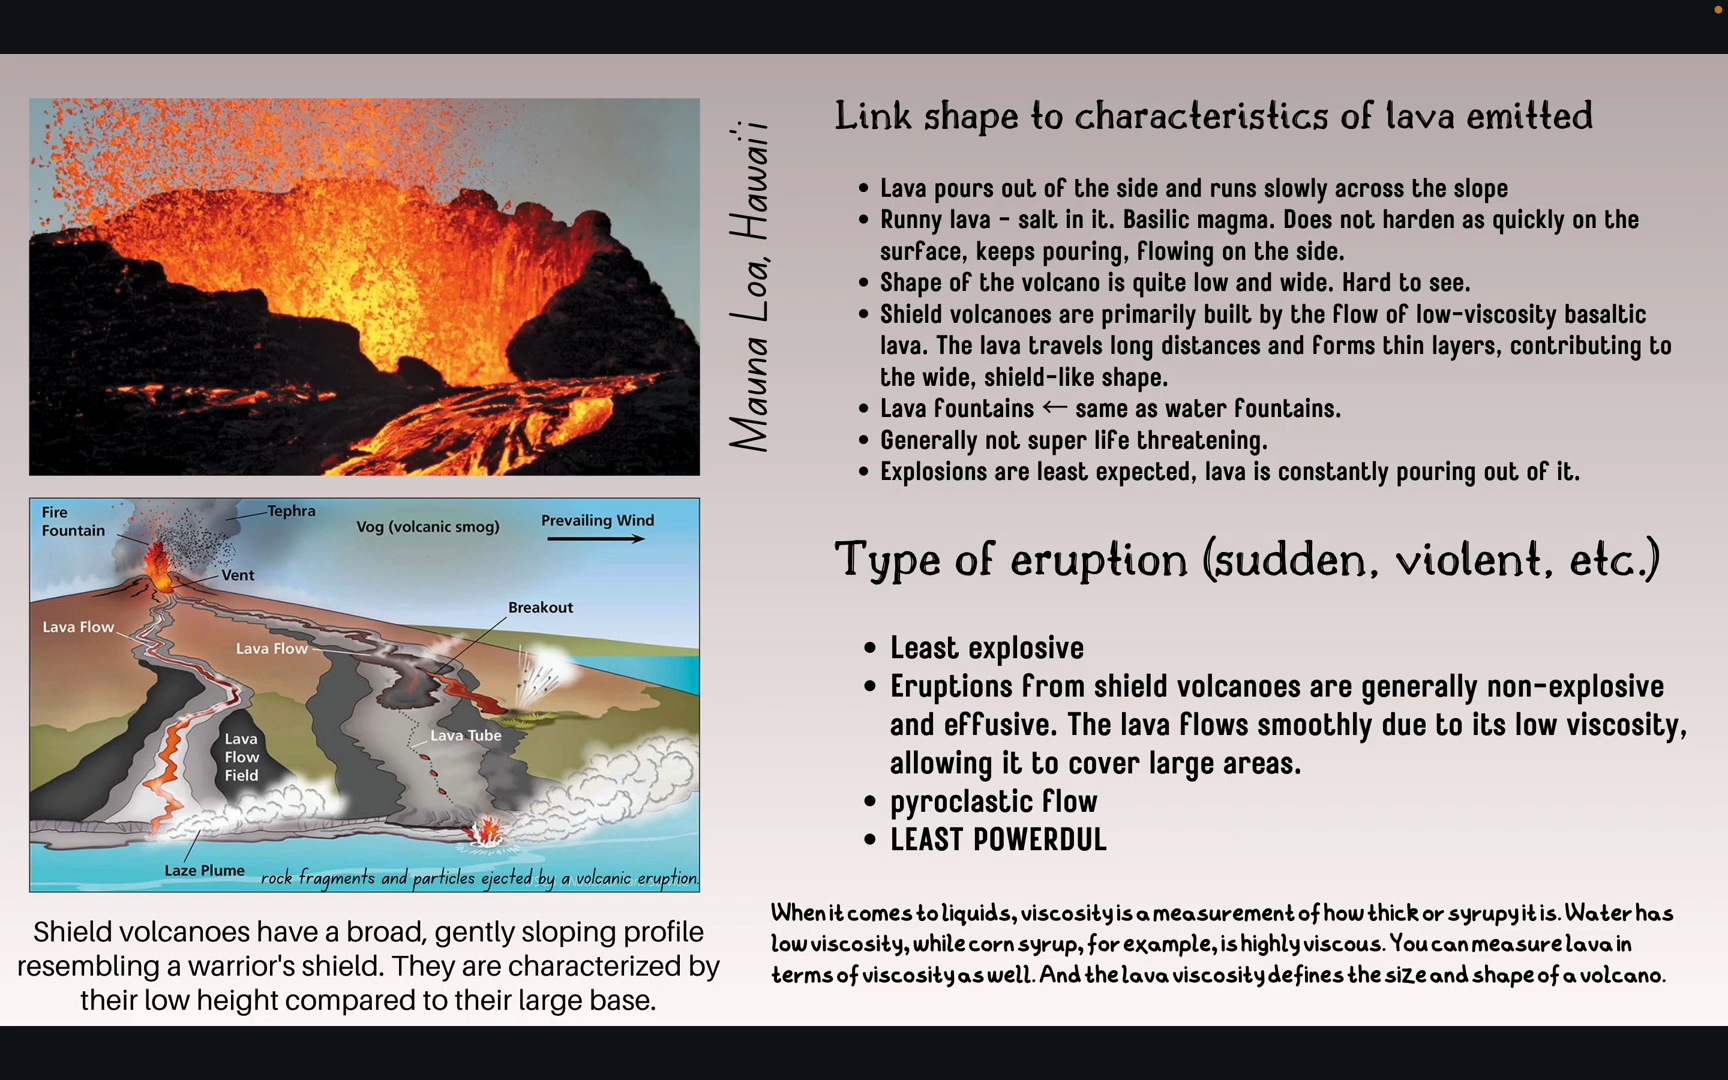 Mauna Loa, Hawai'i
Link shape to characteristics of lava emitted
• Lava pours out of the side and runs slowly across the slope
• Runny lava - salt in it. Basilic magma. Does not harden as quickly on the
surface, keeps pouring, flowing on the side.
• Shape of the volcano is quite low and wide. Hard to see.
• Shield volcanoes are primarily built by the flow of low-viscosity basaltic
lava. The lava travels long distances and forms thin layers, contributing to
the wide, shield-like shape.
• Lava fountains ← same as water fountains.
• Generally not super life threatening.
• Explosions are least expected, lava is constantly pouring out of it.
Fire
Fountain
Tephra
Vog (volcanic smog)
Prevailing Wind
Vent
Breakout
Lava Flow
Lava Flow
Lava Tube
Lava
Flow
Field
Laze Plume
rock fragments and particles ejected by a volcanic eruption.
Shield volcanoes have a broad, gently sloping profile
resembling a warrior's shield. They are characterized by
their low height compared to their large base.
Type of eruption (sudden, violent, etc.)
• Least explosive
• Eruptions from shield volcanoes are generally non-explosive
and effusive. The lava flows smoothly due to its low viscosity,
allowing it to cover large areas.
• pyroclastic flow
• LEAST POWERDUL
When it comes to liquids, viscosity is a measurement of how thick or syrupy it is. Water has
low viscosity, while corn syrup, for example, is highly viscous. You can measure lava in
terms of viscosity as well. And the lava viscosity defines the size and shape of a volcano.